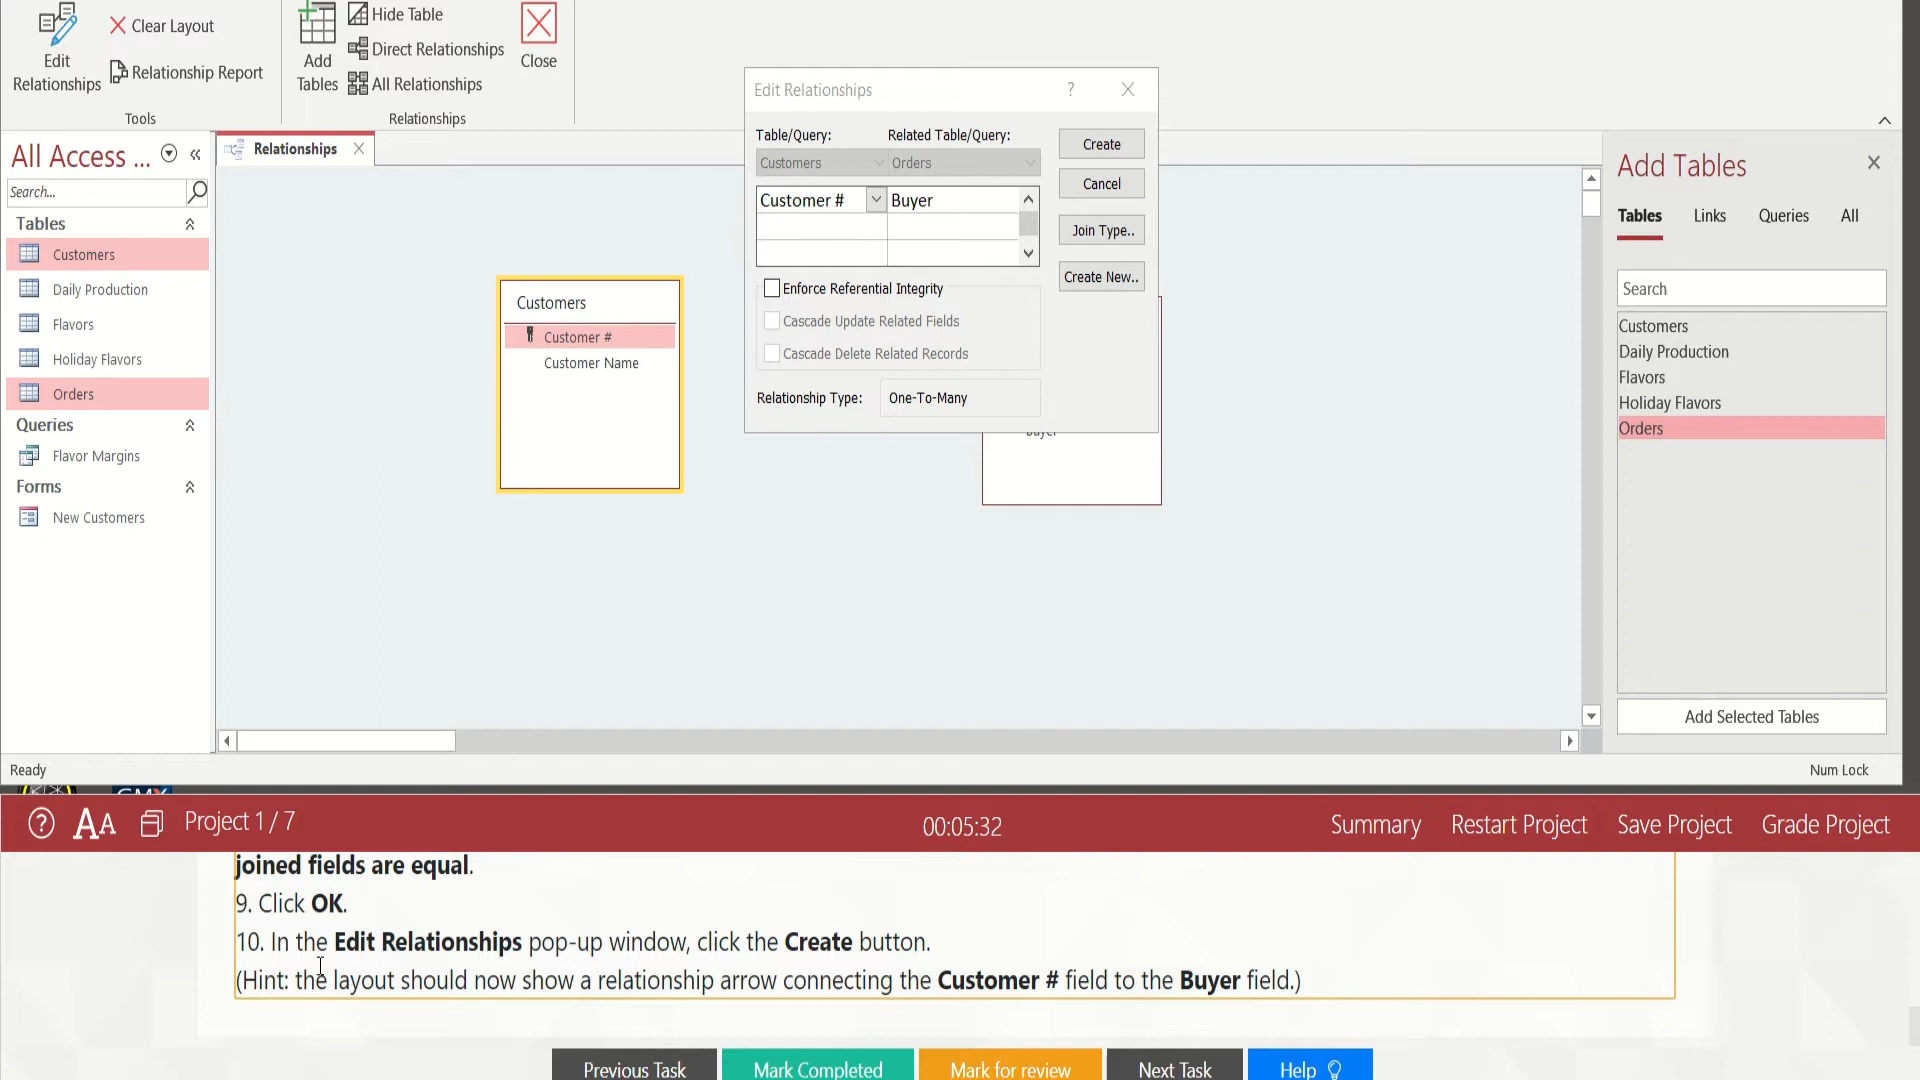 Edit
Relationships
Clear Layout
Relationship Report
Tools
Add
Tables
Hide Table
Direct Relationships
All Relationships
Relationships
Close
All Access ...
Search...
Tables
Customers
Daily Production
Flavors
Holiday Flavors
Orders
Queries
Flavor Margins
Forms
New Customers
Relationships
Customers
Customer #
Customer Name
Edit Relationships
?
Table/Query:
Related Table/Query:
Customers
Orders
Customer #
Buyer
Enforce Referential Integrity
Cascade Update Related Fields
Cascade Delete Related Records
Relationship Type:
One-To-Many
Create
Cancel
Join Type..
Create New..
Buyer
Add Tables
Tables
Links
Queries
All
Search
Customers
Daily Production
Flavors
Holiday Flavors
Orders
Add Selected Tables
Ready
Num Lock
? AA Project 1 / 7
00:05:32
Summary
Restart Project
Save Project
Grade Project
joined fields are equal.
9. Click OK.
10. In the Edit Relationships pop-up window, click the Create button.
(Hint: the layout should now show a relationship arrow connecting the Customer # field to the Buyer field.)
Previous Task
Mark Completed
Mark for review
Next Task
Help